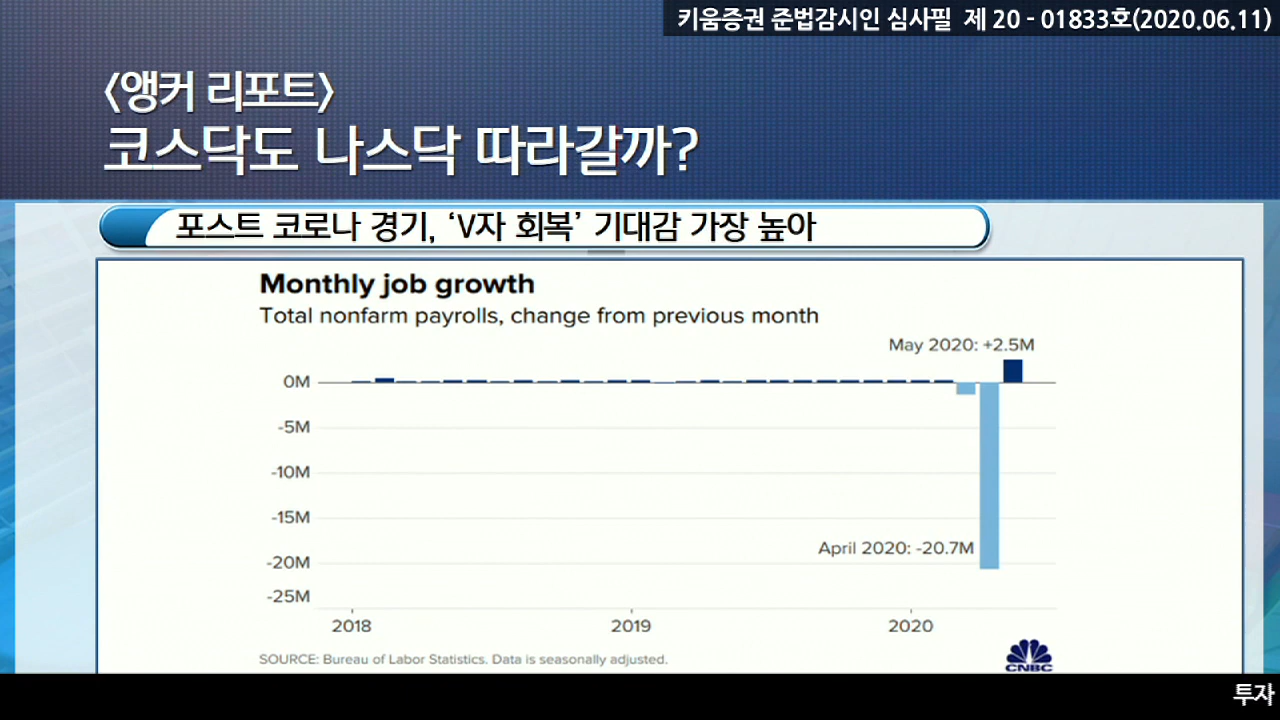 키움증권 준법감시인 심사필 제 20 - 01833호(2020.06.11)
<앵커 리포트>
코스닥도 나스닥 따라갈까?
포스트 코로나 경기, ‘V자 회복’ 기대감 가장 높아
Monthly job growth
Total nonfarm payrolls, change from previous month
May 2020: +2.5M
0M
-5M
-10M
-15M
April 2020: -20.7M
-20M
-25M
2018 2019 2020
SOURCE: Bureau of Labor Statistics. Data is seasonally adjusted.
CNBC
투자